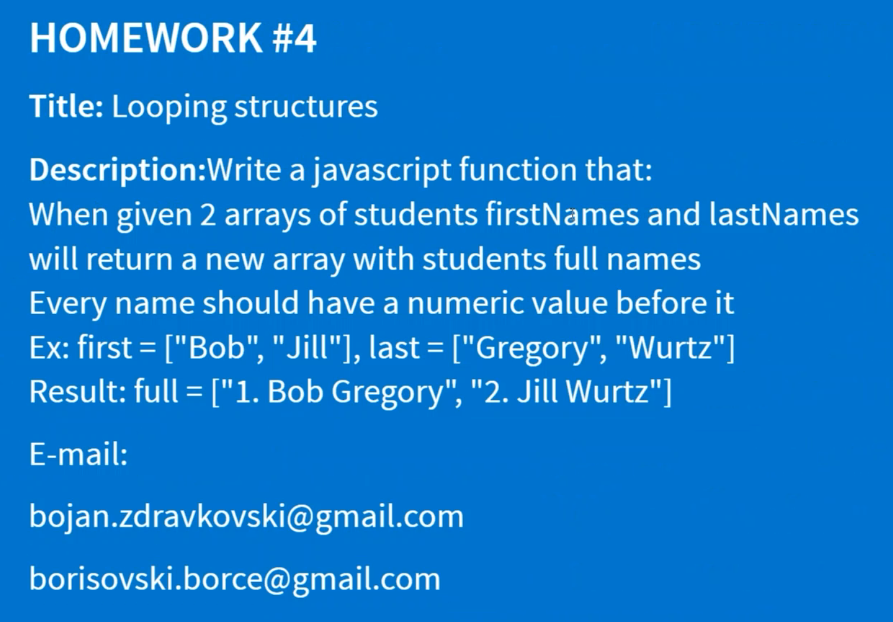 HOMEWORK #4
Title: Looping structures
Description:Write a javascript function that:
When given 2 arrays of students firstNames and lastNames
will return a new array with students full names
Every name should have a numeric value before it
Ex: first = ["Bob", "Jill"], last = ["Gregory", "Wurtz"]
Result: full = ["1. Bob Gregory", "2. Jill Wurtz"]
E-mail:
bojan.zdravkovski@gmail.com
borisovski.borce@gmail.com